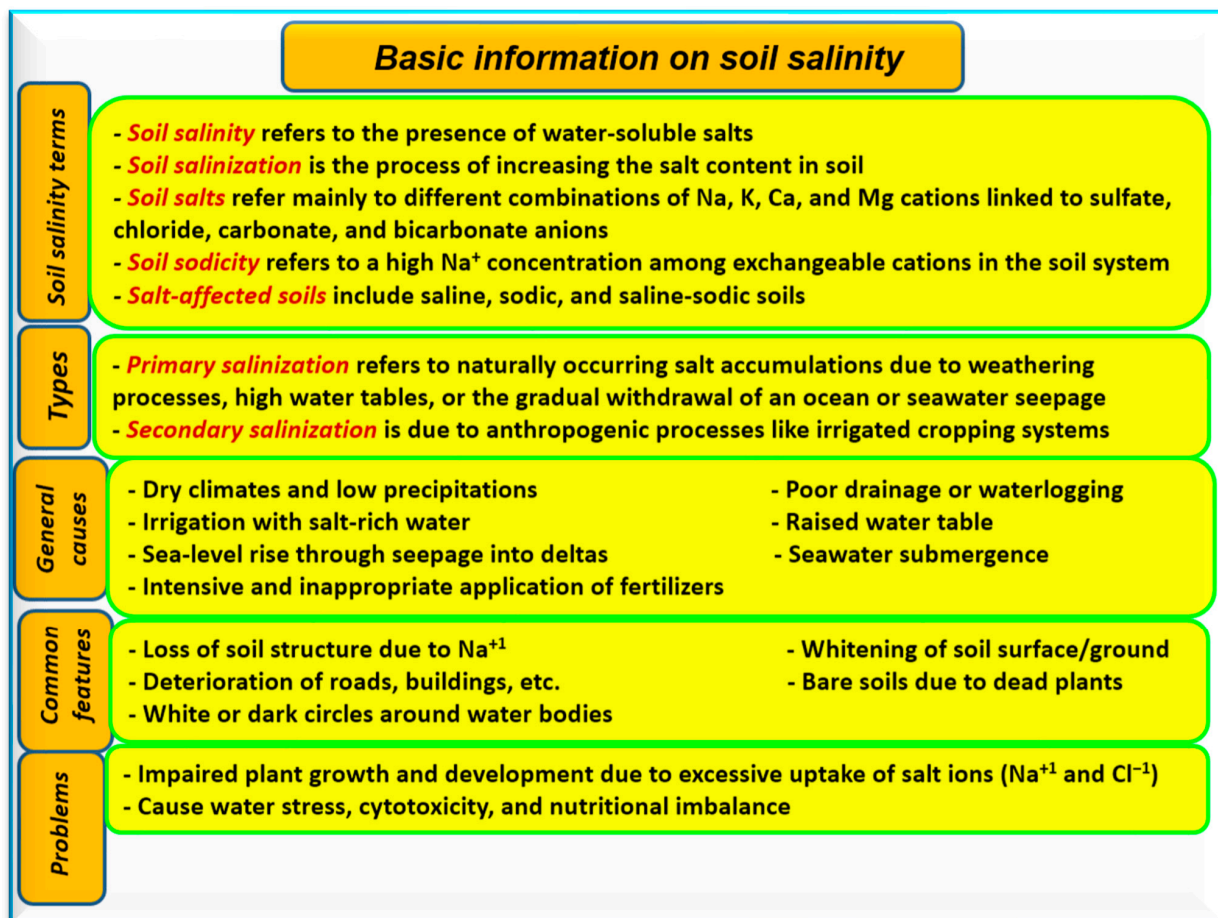 Basic information on soil salinity
Soil salinity terms
- Soil salinity refers to the presence of water-soluble salts
- Soil salinization is the process of increasing the salt content in soil
- Soil salts refer mainly to different combinations of Na, K, Ca, and Mg cations linked to sulfate,
chloride, carbonate, and bicarbonate anions
- Soil sodicity refers to a high Na⁺ concentration among exchangeable cations in the soil system
- Salt-affected soils include saline, sodic, and saline-sodic soils
Types
- Primary salinization refers to naturally occurring salt accumulations due to weathering
processes, high water tables, or the gradual withdrawal of an ocean or seawater seepage
- Secondary salinization is due to anthropogenic processes like irrigated cropping systems
General
causes
- Dry climates and low precipitations
- Irrigation with salt-rich water
- Sea-level rise through seepage into deltas
- Intensive and inappropriate application of fertilizers
- Poor drainage or waterlogging
- Raised water table
- Seawater submergence
Common
features
- Loss of soil structure due to Na⁺¹
- Deterioration of roads, buildings, etc.
- White or dark circles around water bodies
- Whitening of soil surface/ground
- Bare soils due to dead plants
Problems
- Impaired plant growth and development due to excessive uptake of salt ions (Na⁺¹ and Cl⁻¹)
- Cause water stress, cytotoxicity, and nutritional imbalance